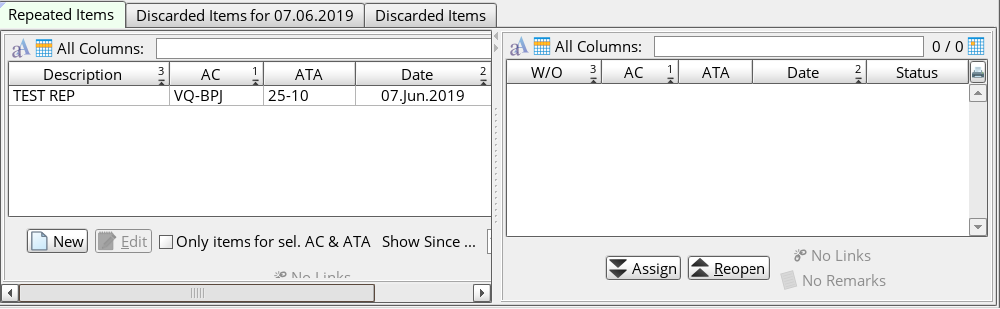 Repeated Items Discarded Items for 07.06.2019 Discarded Items
aA All Columns:
Description 3 AC 1 ATA Date 2
TEST REP VQ-BPJ 25-10 07.Jun.2019
New Edit Only items for sel. AC & ATA Show Since ...
No Links
aA All Columns: 0 / 0
W/O 3 AC 1 ATA Date 2 Status
Assign Reopen
No Links
No Remarks